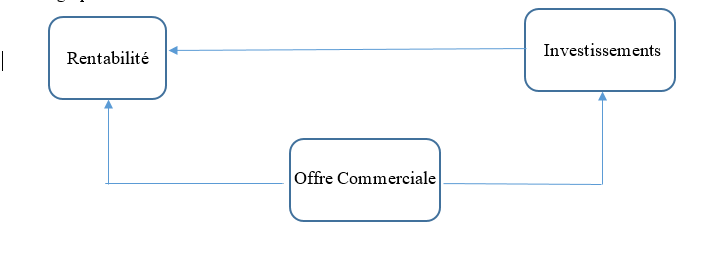 Rentabilité
Investissements
Offre Commerciale